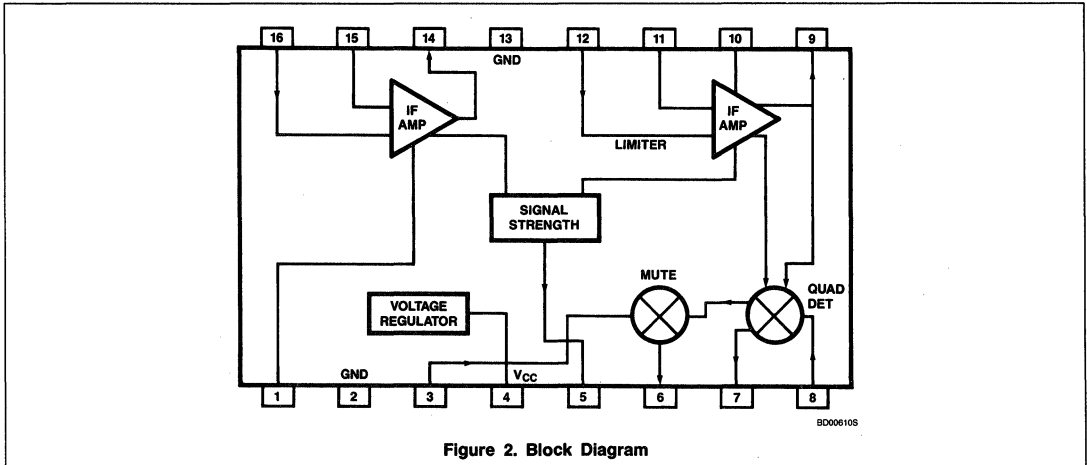 16 15 14 13 12 11 10 9
GND
IF
AMP
IF
AMP
LIMITER
SIGNAL
STRENGTH
MUTE
QUAD
DET
VOLTAGE
REGULATOR
GND
VCC
1 2 3 4 5 6 7 8
BD00610S
Figure 2. Block Diagram